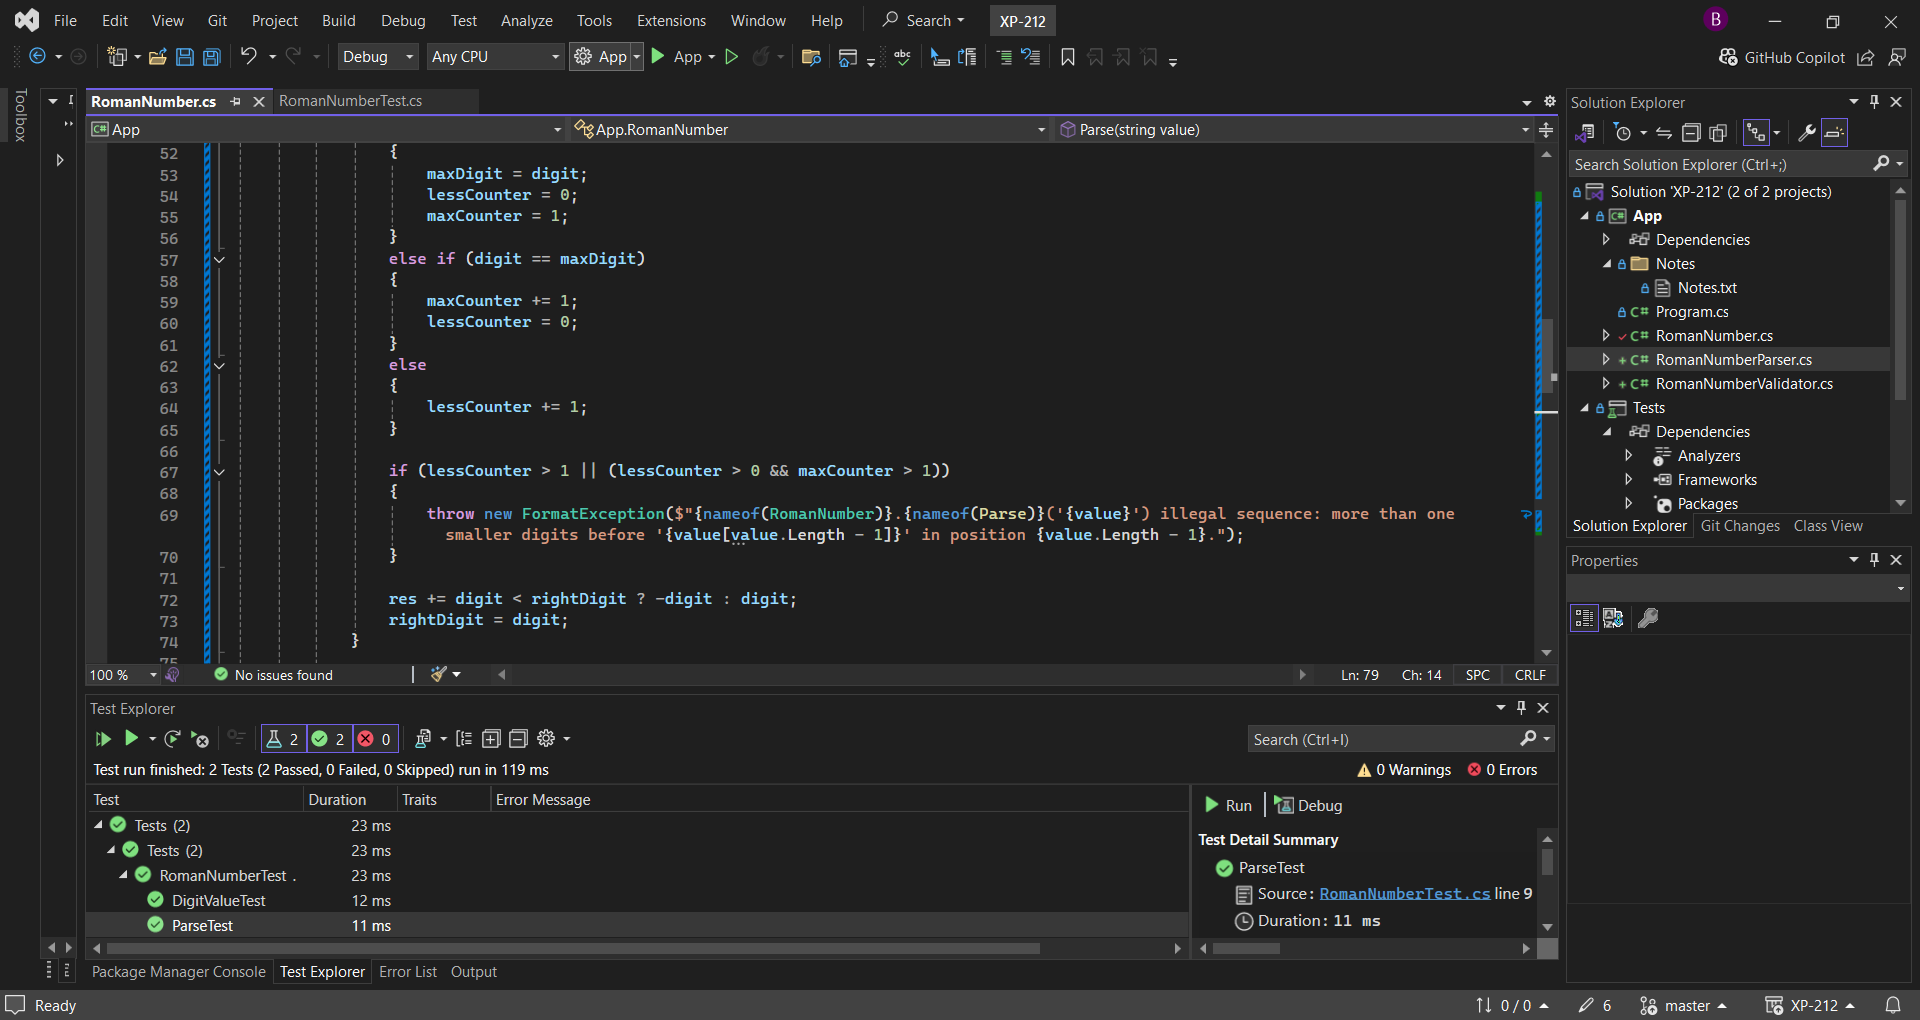 File Edit View Git Project Build Debug Test Analyze Tools Extensions Window Help Search XP-212 B
Debug Any CPU App App GitHub Copilot
Toolbox
RomanNumber.cs RomanNumberTest.cs
App App.RomanNumber Parse(string value)
52 {
53 maxDigit = digit;
54 lessCounter = 0;
55 maxCounter = 1;
56 }
57 else if (digit == maxDigit)
58 {
59 maxCounter += 1;
60 lessCounter = 0;
61 }
62 else
63 {
64 lessCounter += 1;
65 }
66
67 if (lessCounter > 1 || (lessCounter > 0 && maxCounter > 1))
68 {
69 throw new FormatException($"{nameof(RomanNumber)}.{nameof(Parse)}('{value}') illegal sequence: more than one
smaller digits before '{value[value.Length - 1]}' in position {value.Length - 1}.");
70 }
71
72 res += digit < rightDigit ? -digit : digit;
73 rightDigit = digit;
74 }
75
100 % No issues found Ln: 79 Ch: 14 SPC CRLF
Test Explorer
2 2 0 Search (Ctrl+I)
Test run finished: 2 Tests (2 Passed, 0 Failed, 0 Skipped) run in 119 ms 0 Warnings 0 Errors
Test Duration Traits Error Message
Tests (2) 23 ms
Tests (2) 23 ms
RomanNumberTest . 23 ms
DigitValueTest 12 ms
ParseTest 11 ms
Run Debug
Test Detail Summary
ParseTest
Source: RomanNumberTest.cs line 9
Duration: 11 ms
Package Manager Console Test Explorer Error List Output
Solution Explorer
Search Solution Explorer (Ctrl+;)
Solution 'XP-212' (2 of 2 projects)
App
Dependencies
Notes
Notes.txt
C# Program.cs
C# RomanNumber.cs
C# RomanNumberParser.cs
C# RomanNumberValidator.cs
Tests
Dependencies
Analyzers
Frameworks
Packages
Solution Explorer Git Changes Class View
Properties
Ready 0 / 0 6 master XP-212